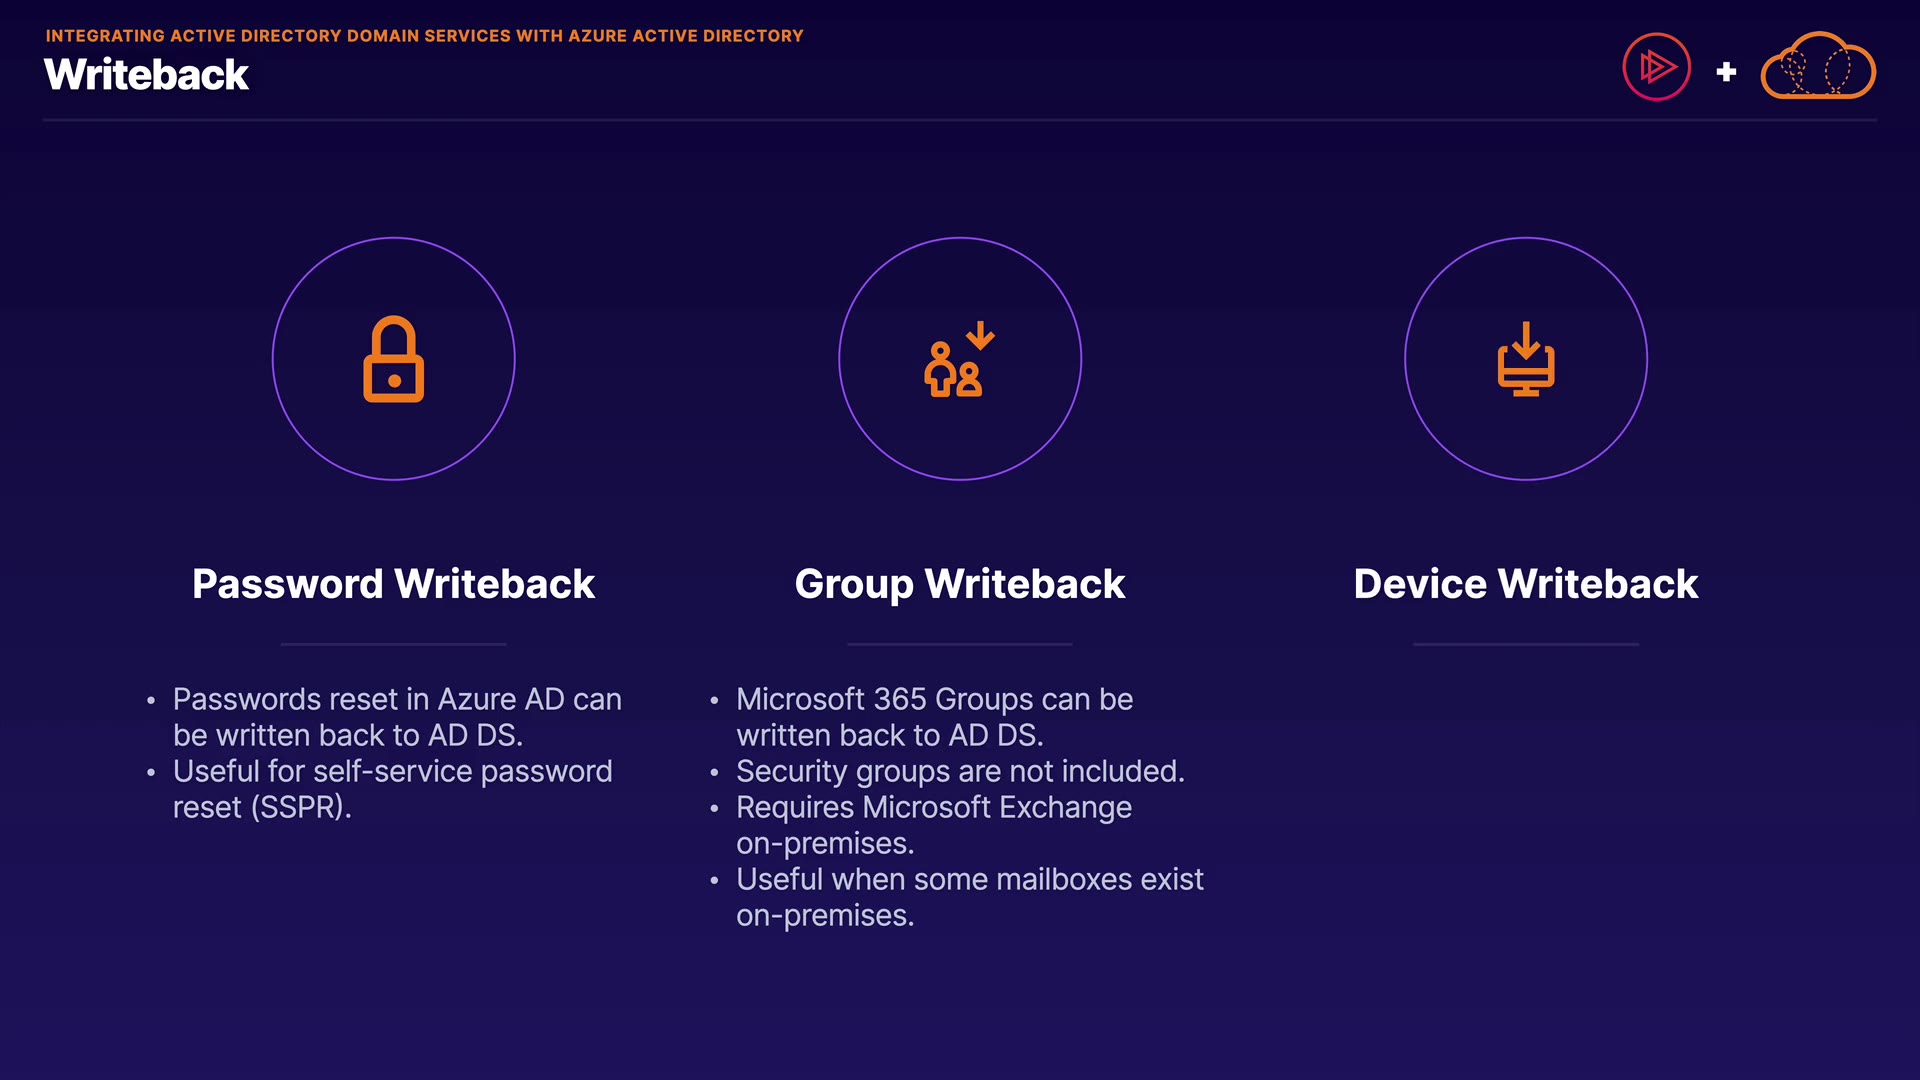 INTEGRATING ACTIVE DIRECTORY DOMAIN SERVICES WITH AZURE ACTIVE DIRECTORY
Writeback
+
Password Writeback
• Passwords reset in Azure AD can
be written back to AD DS.
• Useful for self-service password
reset (SSPR).
Group Writeback
• Microsoft 365 Groups can be
written back to AD DS.
• Security groups are not included.
• Requires Microsoft Exchange
on-premises.
• Useful when some mailboxes exist
on-premises.
Device Writeback